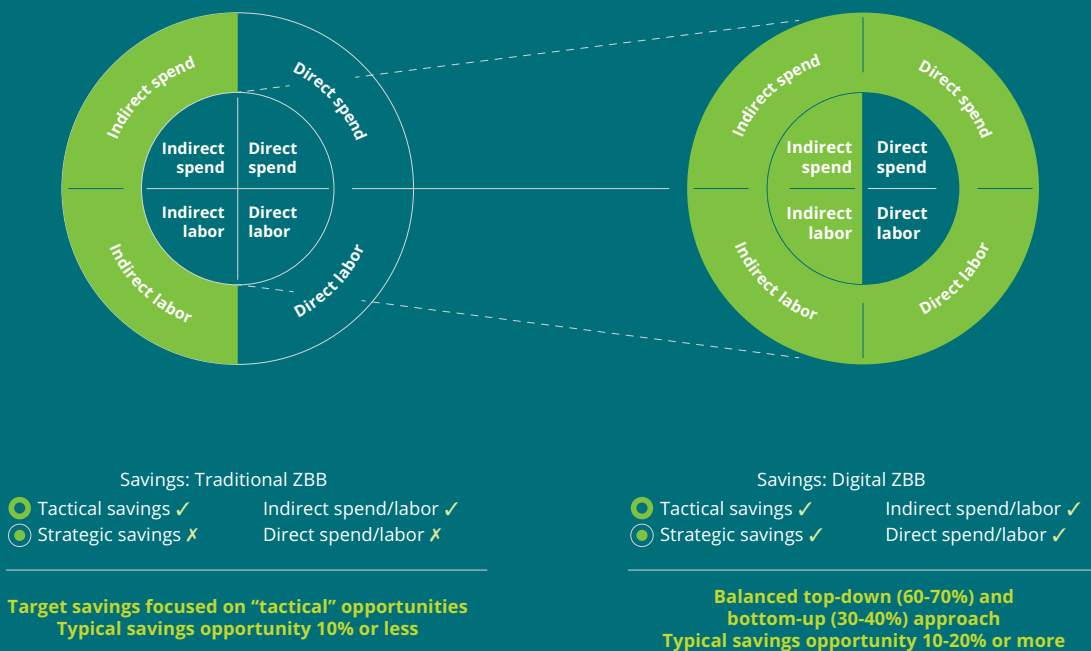 Indirect spend
Direct spend
Indirect
spend
Direct
spend
Indirect
labor
Direct
labor
Indirect labor
Direct labor
Indirect spend
Direct spend
Indirect
spend
Direct
spend
Indirect
labor
Direct
labor
Indirect labor
Direct labor
Savings: Traditional ZBB
Tactical savings ✓ Indirect spend/labor ✓
Strategic savings ✗ Direct spend/labor ✗
Target savings focused on “tactical” opportunities
Typical savings opportunity 10% or less
Savings: Digital ZBB
Tactical savings ✓ Indirect spend/labor ✓
Strategic savings ✓ Direct spend/labor ✓
Balanced top-down (60-70%) and
bottom-up (30-40%) approach
Typical savings opportunity 10-20% or more